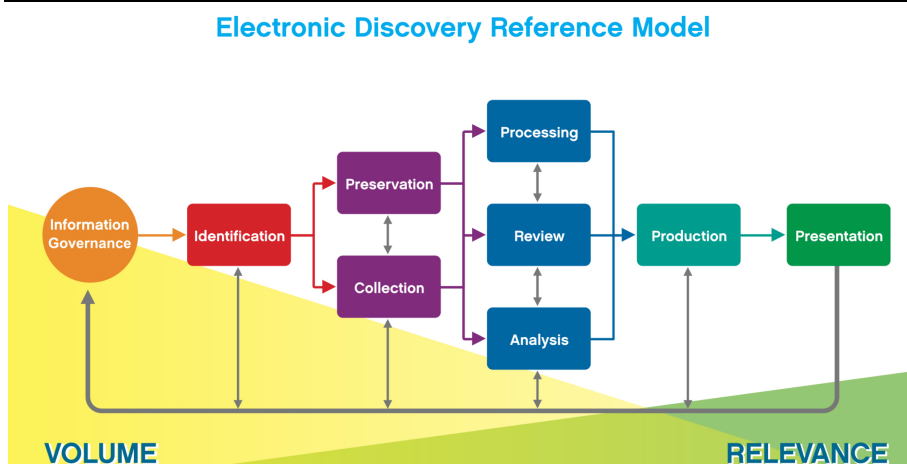 Electronic Discovery Reference Model
Processing
Preservation
Information
Governance
Identification
Review
Production
Presentation
Collection
Analysis
VOLUME
RELEVANCE